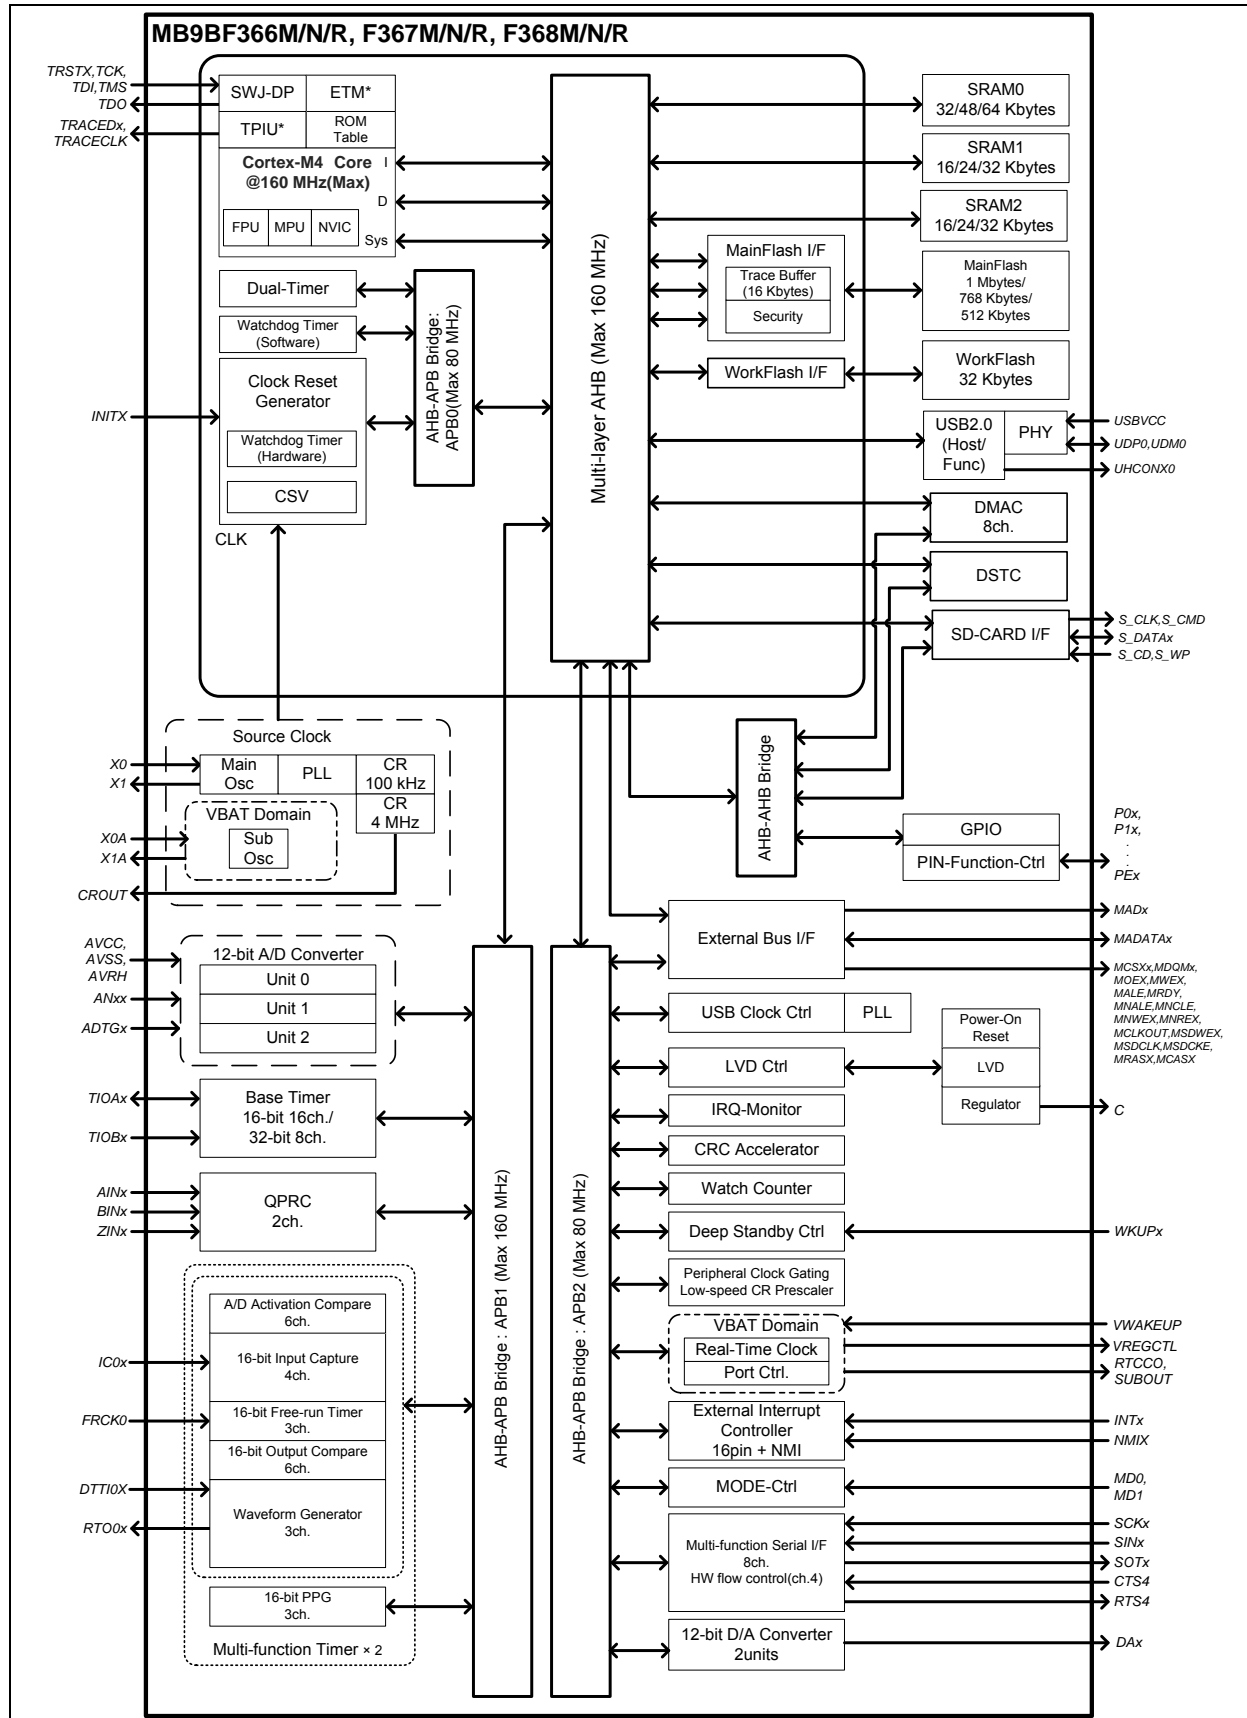 MB9BF366M/N/R, F367M/N/R, F368M/N/R
TRSTX,TCK,
TDI,TMS
TDO
TRACEDx,
TRACECLK
SWJ-DP
ETM*
TPIU*
ROM
Table
Cortex-M4 Core
@160 MHz(Max)
I
D
Sys
FPU
MPU
NVIC
Dual-Timer
Watchdog Timer
(Software)
Clock Reset
Generator
Watchdog Timer
(Hardware)
CSV
CLK
INITX
AHB-APB Bridge:
APB0(Max 80 MHz)
Multi-layer AHB (Max 160 MHz)
SRAM0
32/48/64 Kbytes
SRAM1
16/24/32 Kbytes
SRAM2
16/24/32 Kbytes
MainFlash I/F
Trace Buffer
(16 Kbytes)
Security
MainFlash
1 Mbytes/
768 Kbytes/
512 Kbytes
WorkFlash I/F
WorkFlash
32 Kbytes
USB2.0
(Host/
Func)
PHY
USBVCC
UDP0,UDM0
UHCONX0
DMAC
8ch.
DSTC
SD-CARD I/F
S_CLK,S_CMD
S_DATAx
S_CD,S_WP
Source Clock
X0
X1
Main
Osc
PLL
CR
100 kHz
CR
4 MHz
VBAT Domain
Sub
Osc
X0A
X1A
CROUT
AHB-AHB Bridge
GPIO
PIN-Function-Ctrl
P0x,
P1x,
.
.
.
PEx
AVCC,
AVSS,
AVRH
ANxx
ADTGx
12-bit A/D Converter
Unit 0
Unit 1
Unit 2
TIOAx
TIOBx
Base Timer
16-bit 16ch./
32-bit 8ch.
AINx
BINx
ZINx
QPRC
2ch.
A/D Activation Compare
6ch.
IC0x
16-bit Input Capture
4ch.
FRCK0
16-bit Free-run Timer
3ch.
16-bit Output Compare
6ch.
DTTI0X
RTO0x
Waveform Generator
3ch.
16-bit PPG
3ch.
Multi-function Timer × 2
AHB-APB Bridge : APB1 (Max 160 MHz)
AHB-APB Bridge : APB2 (Max 80 MHz)
External Bus I/F
MADx
MADATAx
MCSXx,MDQMx,
MOEX,MWEX,
MALE,MRDY,
MNALE,MNCLE,
MNWEX,MNREX,
MCLKOUT,MSDWEX,
MSDCLK,MSDCKE,
MRASX,MCASX
USB Clock Ctrl
PLL
LVD Ctrl
Power-On
Reset
LVD
Regulator
C
IRQ-Monitor
CRC Accelerator
Watch Counter
Deep Standby Ctrl
WKUPx
Peripheral Clock Gating
Low-speed CR Prescaler
VBAT Domain
Real-Time Clock
Port Ctrl.
VWAKEUP
VREGCTL
RTCCO,
SUBOUT
External Interrupt
Controller
16pin + NMI
INTx
NMIX
MODE-Ctrl
MD0,
MD1
Multi-function Serial I/F
8ch.
HW flow control(ch.4)
SCKx
SINx
SOTx
CTS4
RTS4
12-bit D/A Converter
2units
DAx